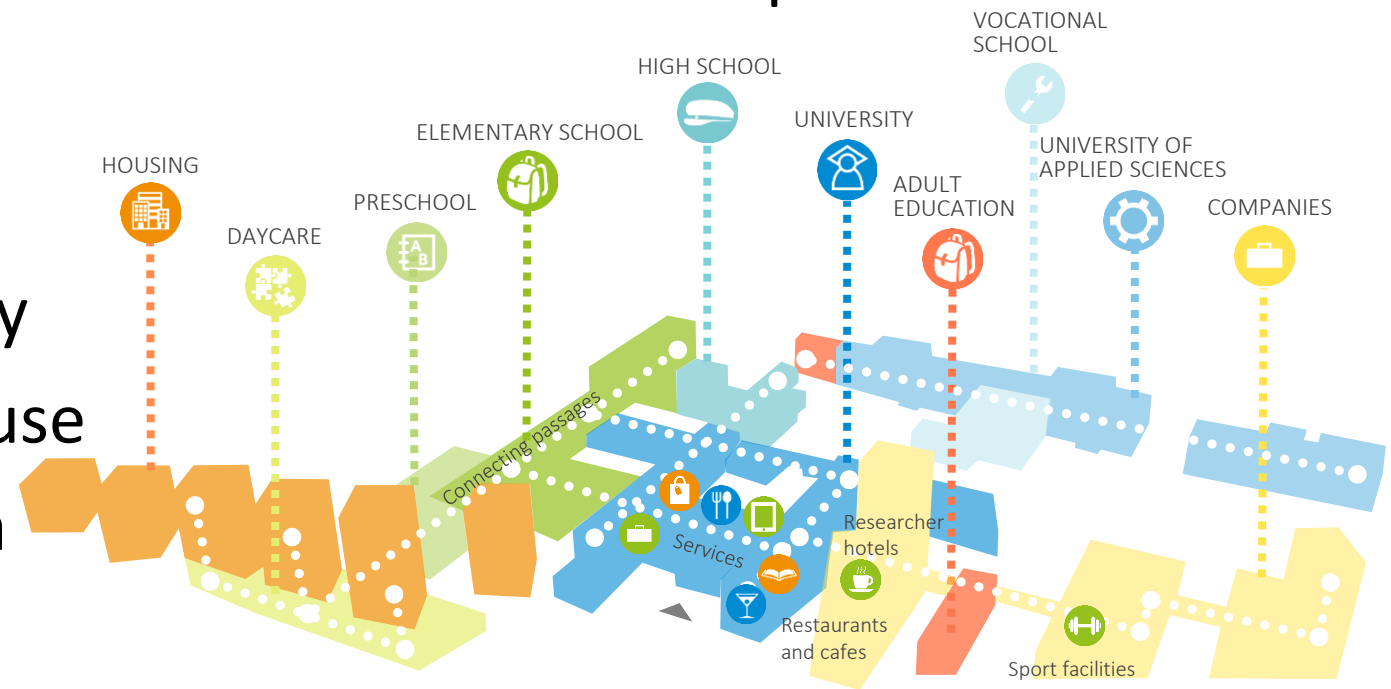 VOCATIONAL
SCHOOL
HIGH SCHOOL
UNIVERSITY
ELEMENTARY SCHOOL
UNIVERSITY OF
APPLIED SCIENCES
HOUSING
ADULT
EDUCATION
PRESCHOOL
COMPANIES
DAYCARE
A
B
y
use
Connecting passages
Services
Researcher
hotels
Restaurants
and cafes
Sport facilities